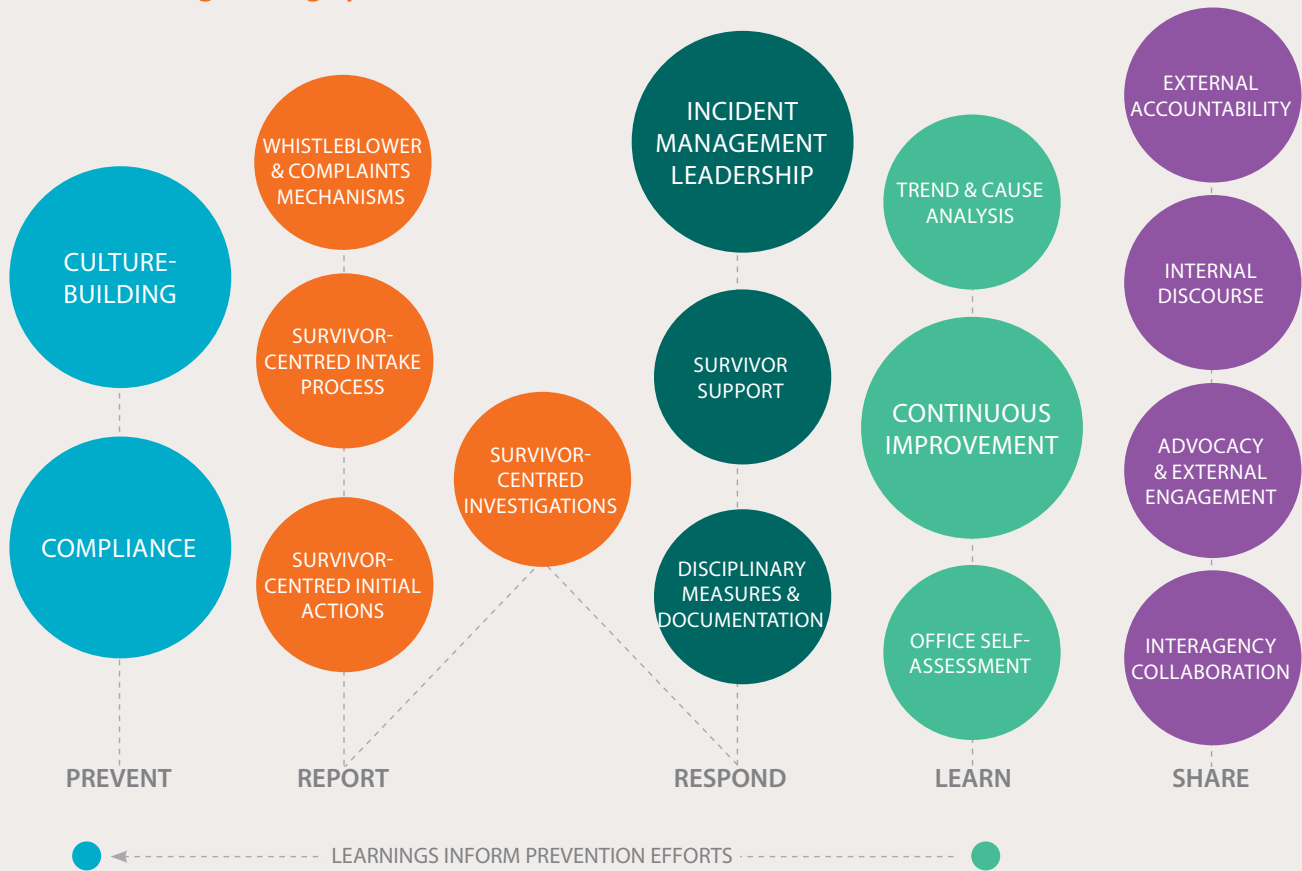 CULTURE-
BUILDING
COMPLIANCE
WHISTLEBLOWER
& COMPLAINTS
MECHANISMS
SURVIVOR-
CENTRED INTAKE
PROCESS
SURVIVOR-
CENTRED INITIAL
ACTIONS
SURVIVOR-
CENTRED
INVESTIGATIONS
INCIDENT
MANAGEMENT
LEADERSHIP
SURVIVOR
SUPPORT
DISCIPLINARY
MEASURES &
DOCUMENTATION
TREND & CAUSE
ANALYSIS
CONTINUOUS
IMPROVEMENT
OFFICE SELF-
ASSESSMENT
EXTERNAL
ACCOUNTABILITY
INTERNAL
DISCOURSE
ADVOCACY
& EXTERNAL
ENGAGEMENT
INTERAGENCY
COLLABORATION
PREVENT
REPORT
RESPOND
LEARN
SHARE
LEARNINGS INFORM PREVENTION EFFORTS